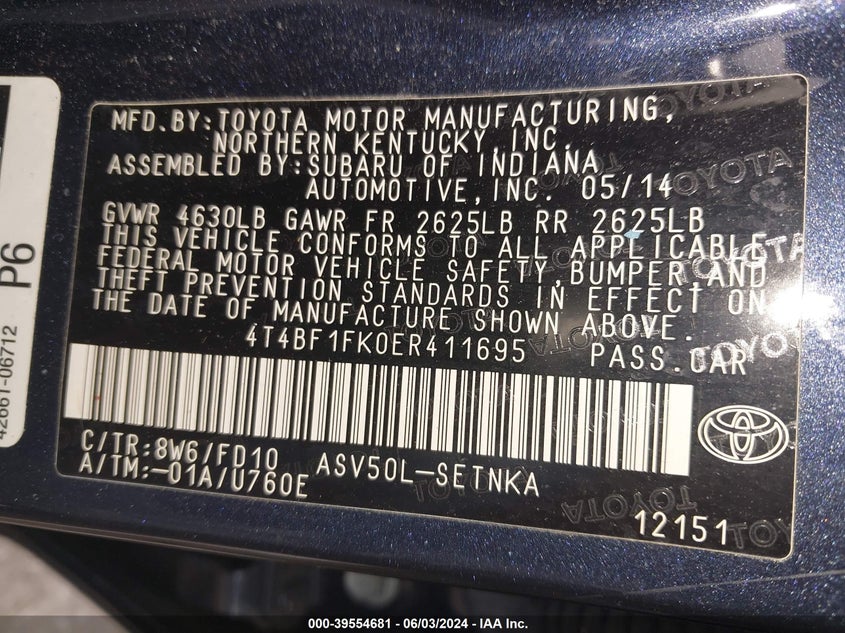 MFD.BY:TOYOTA MOTOR MANUFACTURING,
NORTHERN KENTUCKY,INC.
ASSEMBLED BY:SUBARU OF INDIANA
AUTOMOTIVE,INC. 05/14
GVWR 4630LB GAWR FR 2625LB RR 2625LB
THIS VEHICLE CONFORMS TO ALL APPLICABLE
FEDERAL MOTOR VEHICLE SAFETY,BUMPER,AND
THEFT PREVENTION STANDARDS IN EFFECT ON
THE DATE OF MANUFACTURE SHOWN ABOVE.
4T4BF1FK0ER411695 PASS.CAR
C/TR:8W6/FD10 ASV50L-SETNKA
A/TM:-01A/U760E
12151
P6
42661-06712
TOYOTA
000-39554681 - 06/03/2024 - IAA Inc.